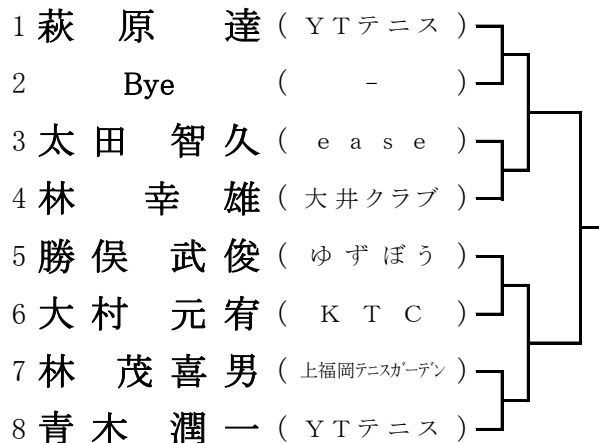 1 萩原 達 (YTテニス)
2 Bye (-)
3 太田 智久 (ease)
4 林 幸雄 (大井クラブ)
5 勝俣 武俊 (ゆずぼう)
6 大村 元宥 (KTC)
7 林 茂喜男 (上福岡テニスガーデン)
8 青木 潤一 (YTテニス)